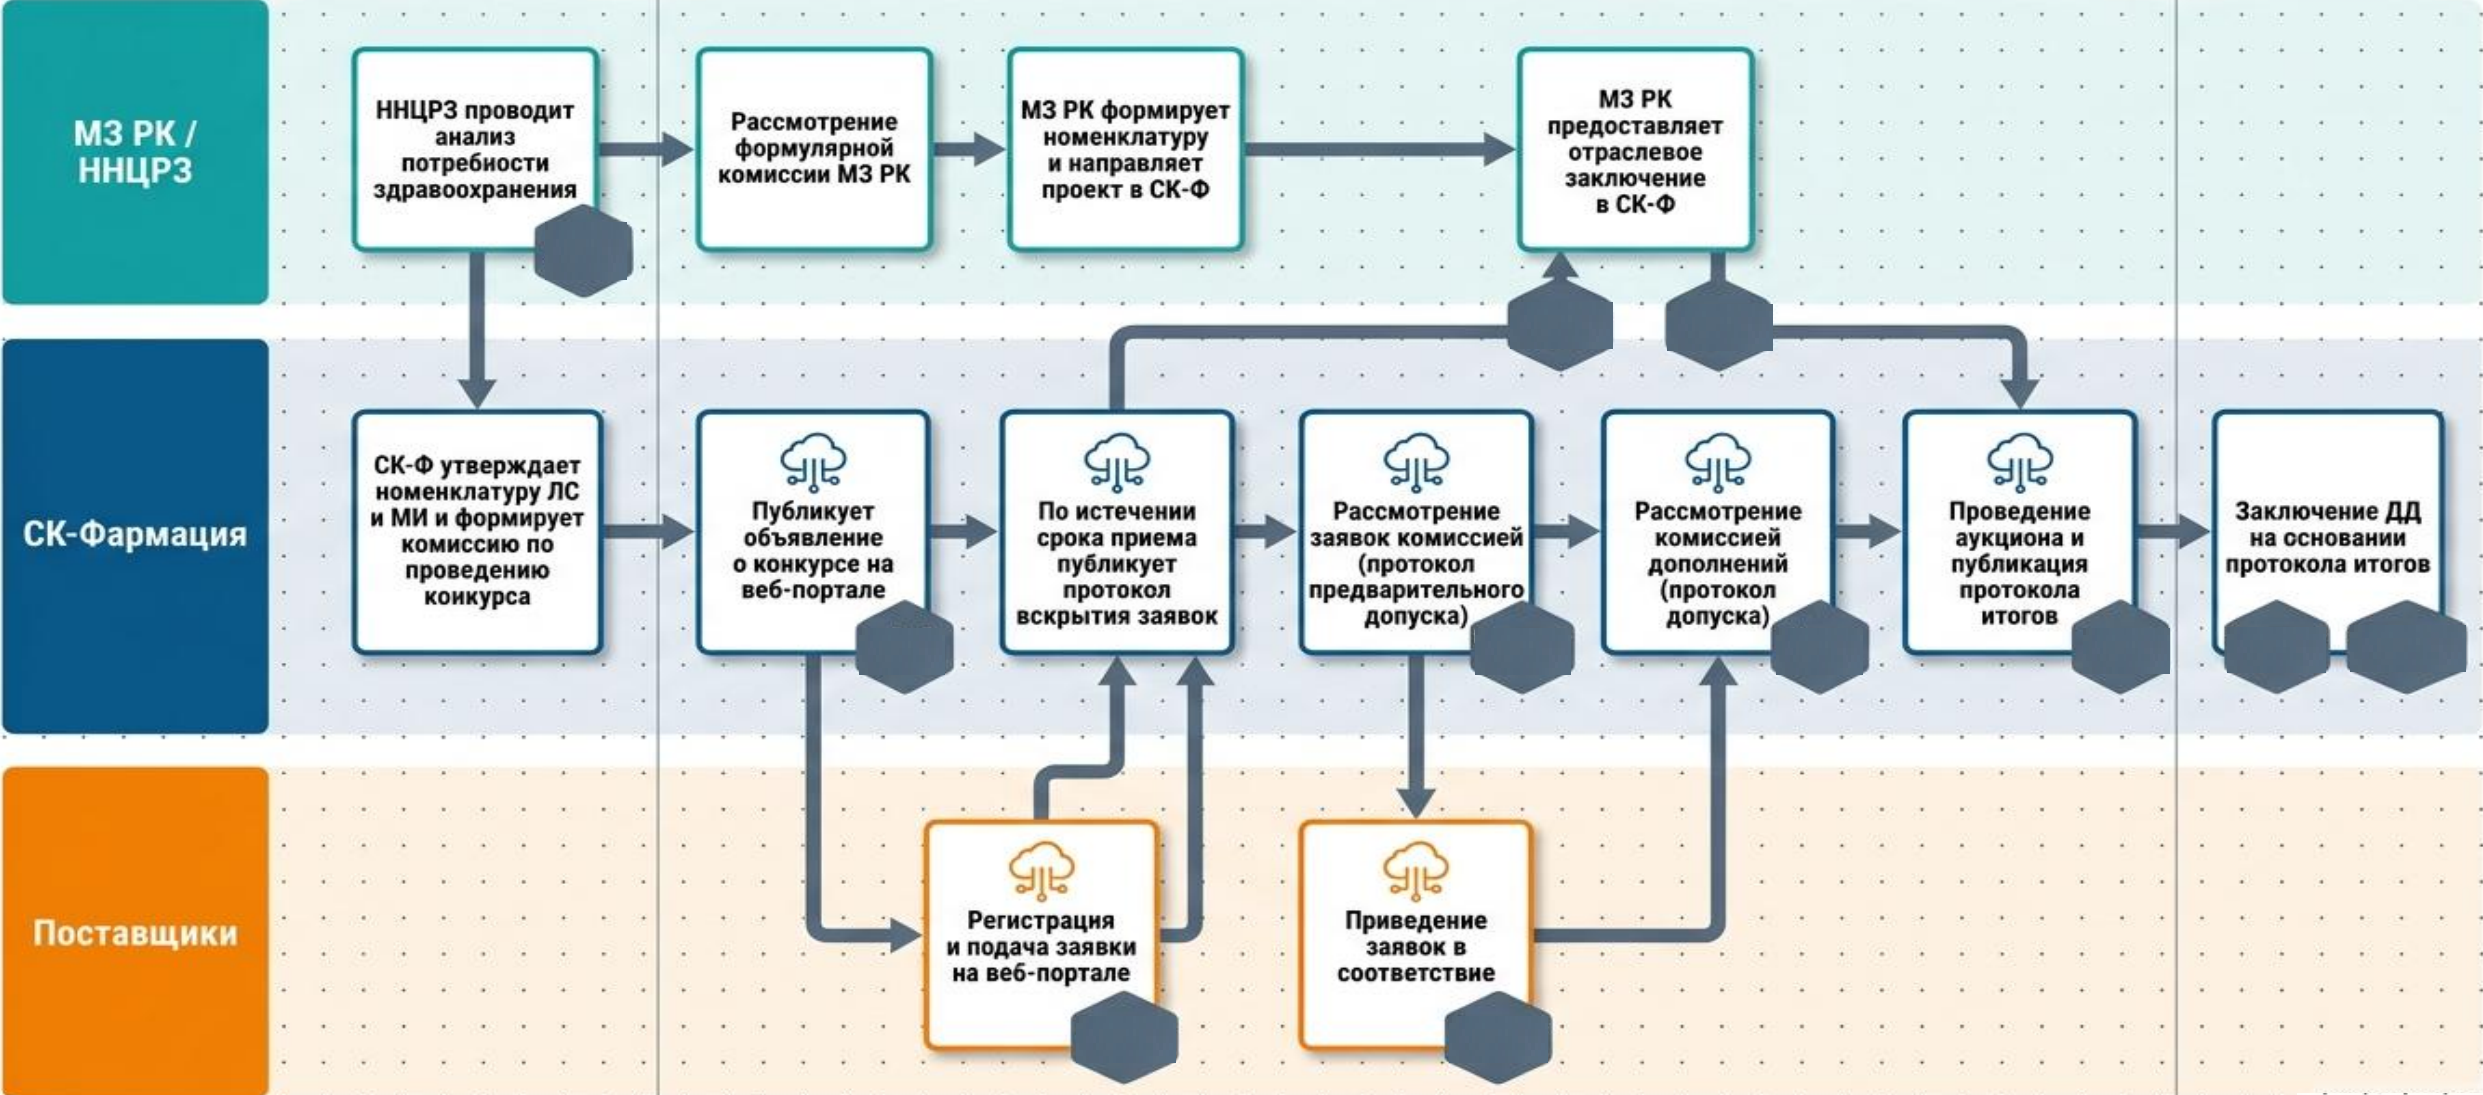 МЗ РК /
ННЦРЗ
ННЦРЗ проводит
анализ
потребности
здравоохранения
Рассмотрение
формулярной
комиссии МЗ РК
МЗ РК формирует
номенклатуру
и направляет
проект в СК-Ф
МЗ РК
предоставляет
отраслевое
заключение
в СК-Ф
СК-Фармация
СК-Ф утверждает
номенклатуру ЛС
и МИ и формирует
комиссию по
проведению
конкурса
Публикует
объявление
о конкурсе на
веб-портале
По истечении
срока приема
публикует
протокол
вскрытия заявок
Рассмотрение
заявок комиссией
(протокол
предварительного
допуска)
Рассмотрение
комиссией
дополнений
(протокол
допуска)
Проведение
аукциона и
публикация
протокола
итогов
Заключение ДД
на основании
протокола итогов
Поставщики
Регистрация
и подача заявки
на веб-портале
Приведение
заявок в
соответствие